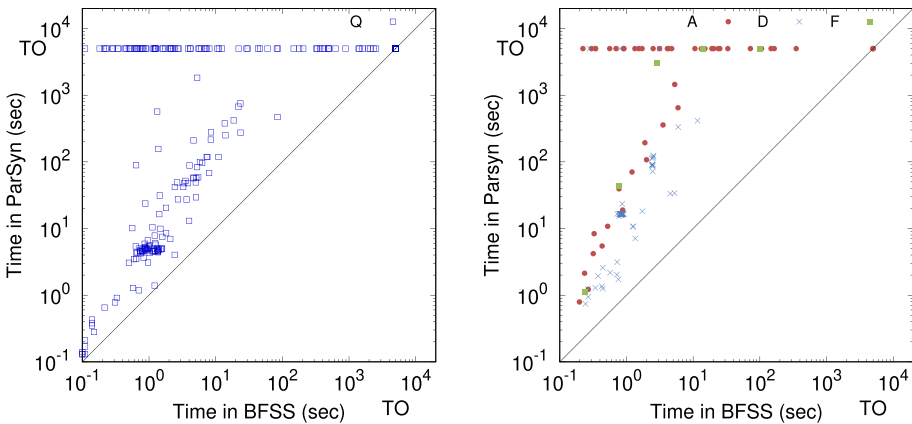 Q
10^4
TO
10^3
10^2
10^1
10^0
10^-1
Time in ParSyn (sec)
10^-1 10^0 10^1 10^2 10^3 10^4
Time in BFSS (sec) TO
A D F
10^4
TO
10^3
10^2
10^1
10^0
10^-1
Time in Parsyn (sec)
10^-1 10^0 10^1 10^2 10^3 10^4
Time in BFSS (sec) TO